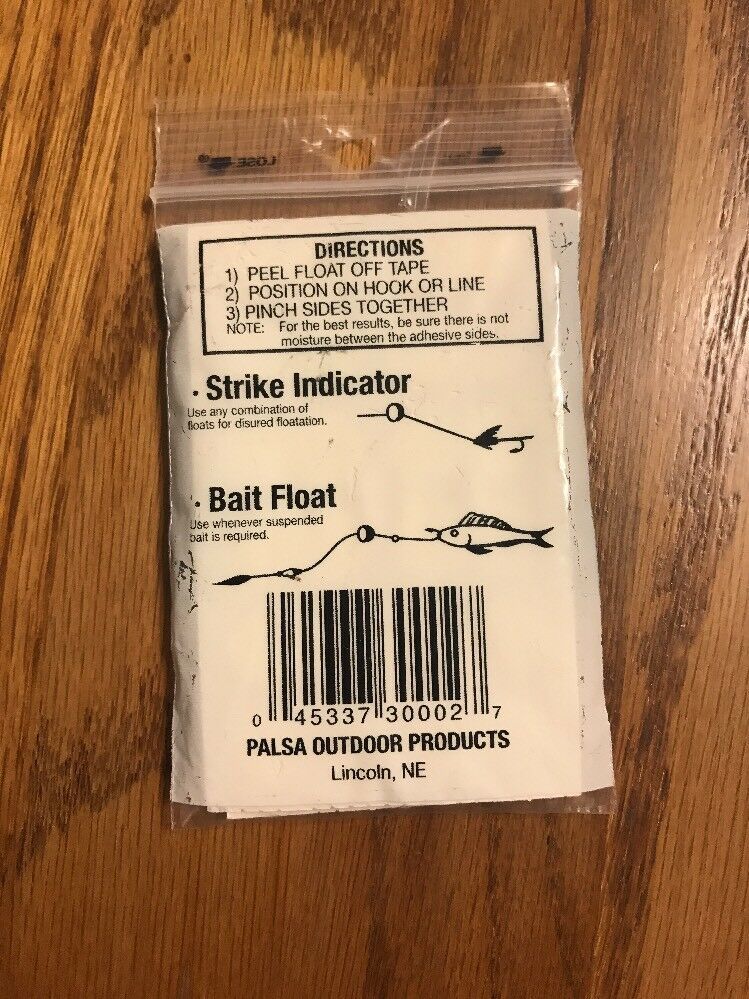 DIRECTIONS
1) PEEL FLOAT OFF TAPE
2) POSITION ON HOOK OR LINE
3) PINCH SIDES TOGETHER
NOTE: For the best results, be sure there is not
moisture between the adhesive sides.
· Strike Indicator
Use any combination of
floats for disured floatation.
· Bait Float
Use whenever suspended
bait is required.
0 45337 30002 7
PALSA OUTDOOR PRODUCTS
Lincoln, NE